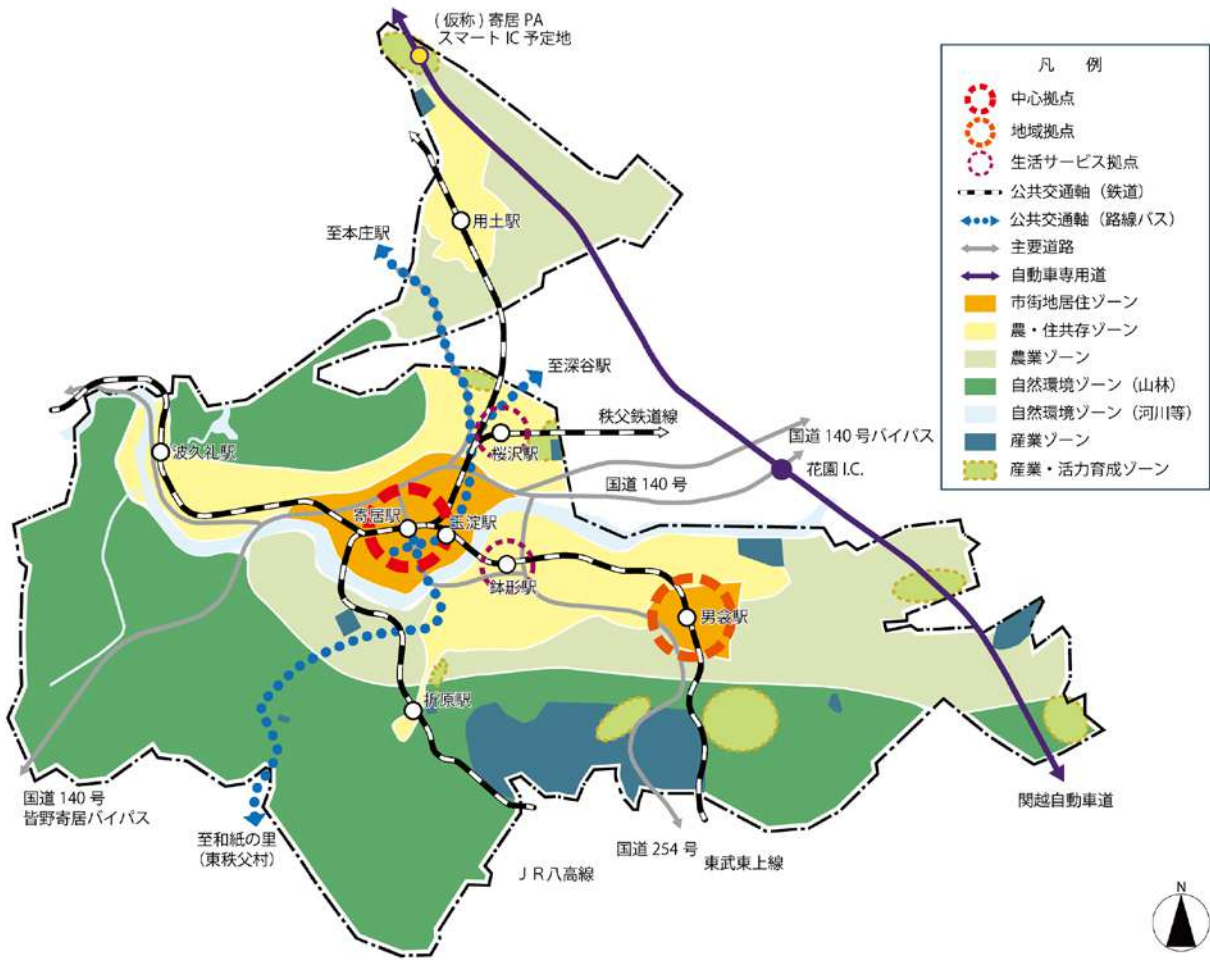 (仮称)寄居PA
スマートIC予定地
凡 例
中心拠点
地域拠点
生活サービス拠点
公共交通軸(鉄道)
公共交通軸(路線バス)
主要道路
自動車専用道
市街地居住ゾーン
農・住共存ゾーン
農業ゾーン
自然環境ゾーン(山林)
自然環境ゾーン(河川等)
産業ゾーン
産業・活力育成ゾーン
用土駅
至本庄駅
至深谷駅
秩父鉄道線
桜沢駅
国道140号バイパス
波久礼駅
花園I.C.
国道140号
寄居駅
玉淀駅
鉢形駅
男衾駅
折原駅
国道140号
皆野寄居バイパス
関越自動車道
至和紙の里
(東秩父村)
国道254号
東武東上線
JR八高線
N